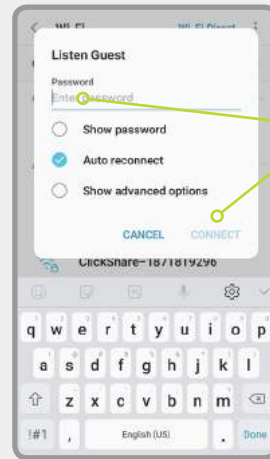 Wi-Fi Wi-Fi Direct
Listen Guest
Password
Enter password
Show password
Auto reconnect
Show advanced options
CANCEL CONNECT
ClickShare-1871819296
q w e r t y u i o p
a s d f g h j k l
z x c v b n m
!#1 , English (US) . Done